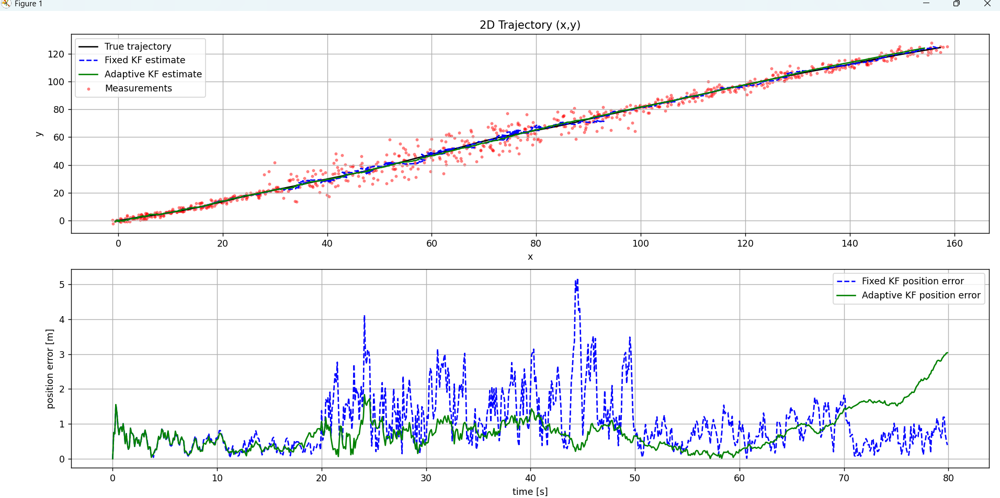 Figure 1
2D Trajectory (x,y)
True trajectory
Fixed KF estimate
Adaptive KF estimate
Measurements
120
100
80
60
40
20
0
y
0 20 40 60 80 100 120 140 160
x
Fixed KF position error
Adaptive KF position error
5
4
3
2
1
0
position error [m]
0 10 20 30 40 50 60 70 80
time [s]